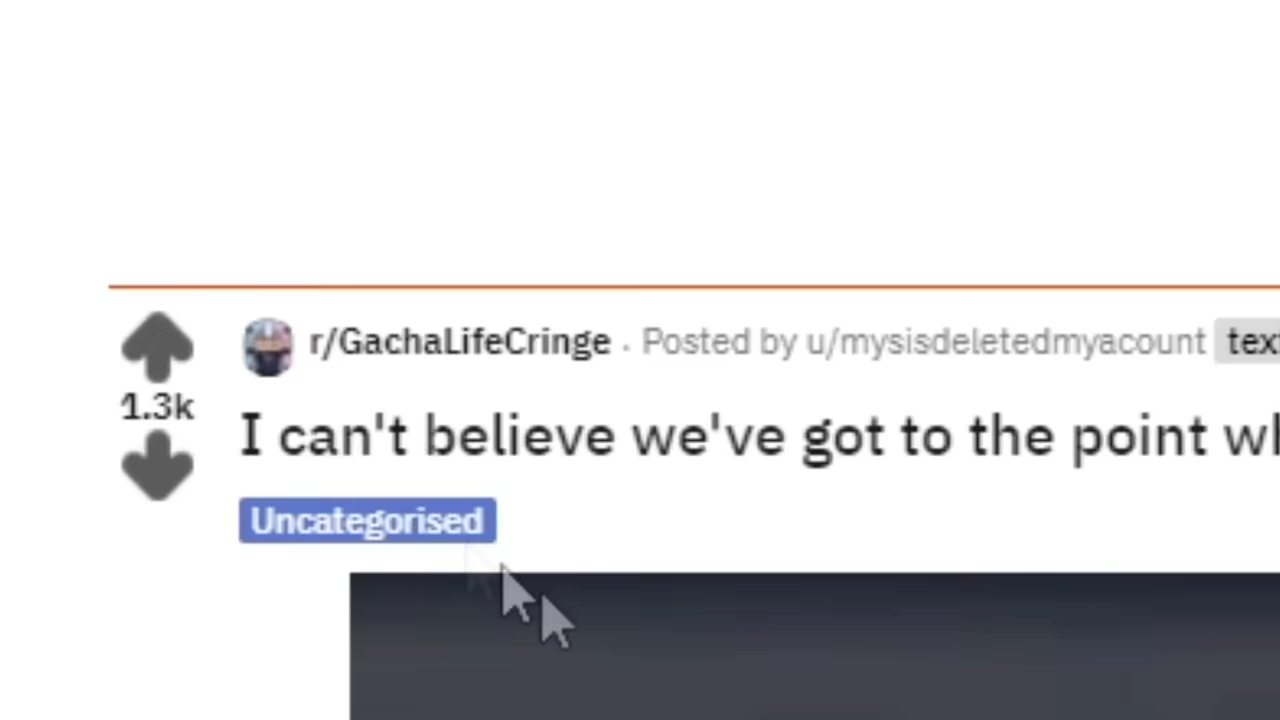 r/GachaLifeCringe · Posted by u/mysisdeletedmyacount
1.3k
I can't believe we've got to the point
Uncategorised